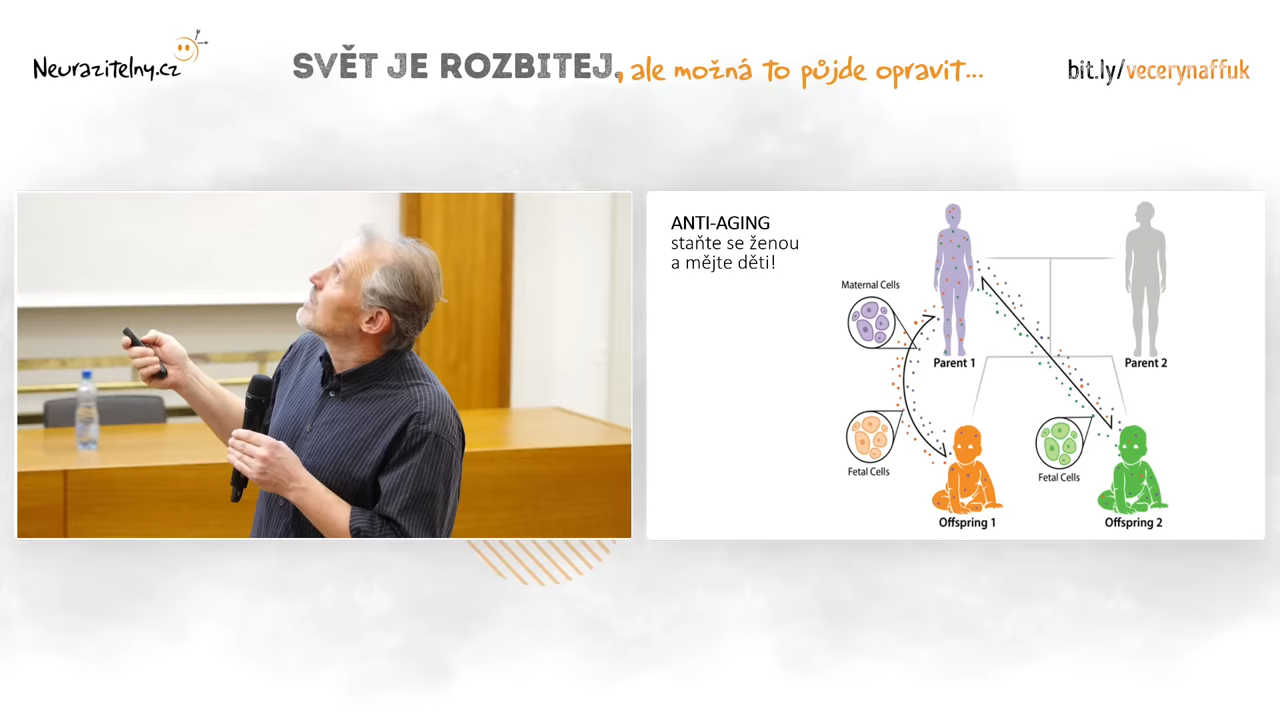 Neurazitelny.cz
SVĚT JE ROZBITEJ, ale možná to půjde opravit...
bit.ly/vecerynaffuk
ANTI-AGING
staňte se ženou
a mějte děti!
Maternal Cells
Parent 1
Parent 2
Fetal Cells
Fetal Cells
Offspring 1
Offspring 2